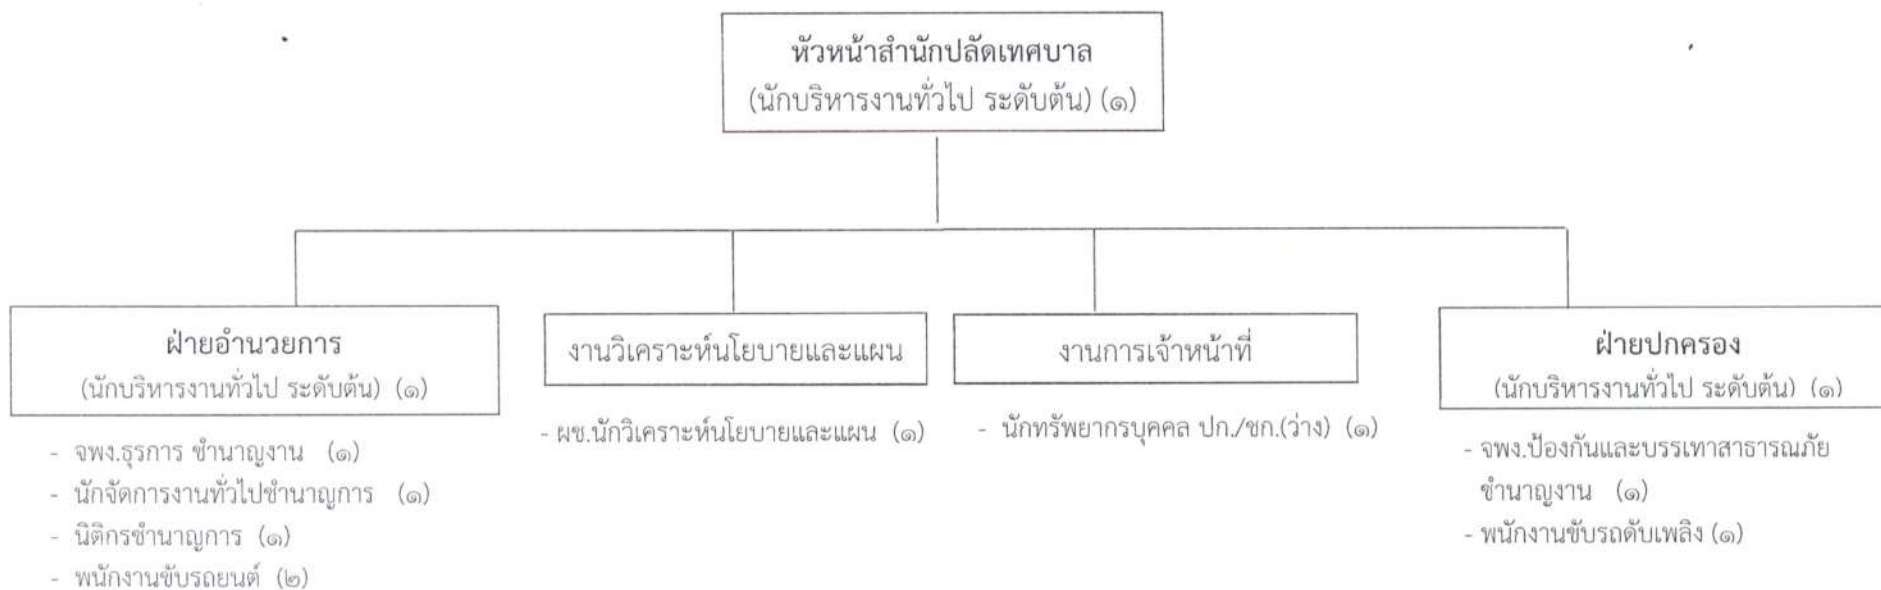 หัวหน้าสำนักปลัดเทศบาล
(นักบริหารงานทั่วไป ระดับต้น) (๑)
ฝ่ายอำนวยการ
(นักบริหารงานทั่วไป ระดับต้น) (๑)
- จพง.ธุรการ ชำนาญงาน (๑)
- นักจัดการงานทั่วไปชำนาญการ (๑)
- นิติกรชำนาญการ (๑)
- พนักงานขับรถยนต์ (๒)
งานวิเคราะห์นโยบายและแผน
- ผช.นักวิเคราะห์นโยบายและแผน (๑)
งานการเจ้าหน้าที่
- นักทรัพยากรบุคคล ปก./ชก.(ว่าง) (๑)
ฝ่ายปกครอง
(นักบริหารงานทั่วไป ระดับต้น) (๑)
- จพง.ป้องกันและบรรเทาสาธารณภัย
ชำนาญงาน (๑)
- พนักงานขับรถดับเพลิง (๑)